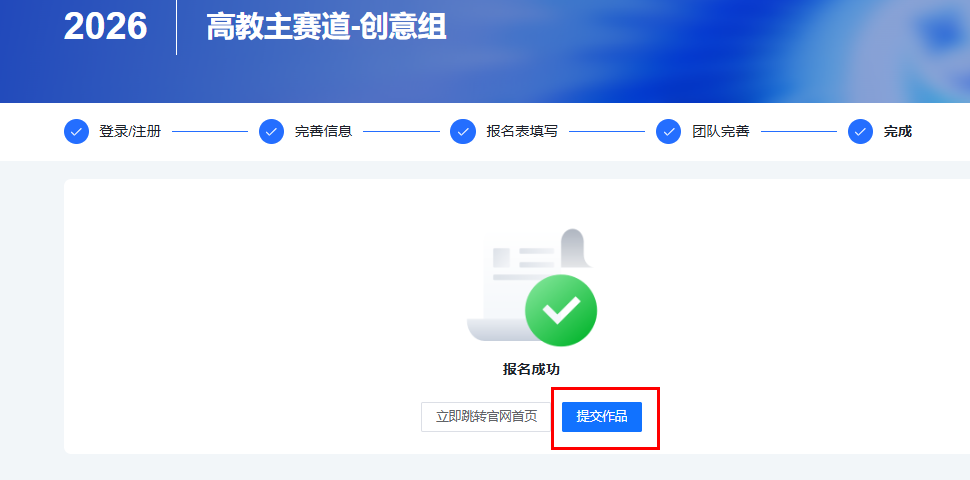 2026 高教主赛道-创意组
登录/注册 完善信息 报名表填写 团队完善 完成
报名成功
立即跳转官网首页 提交作品